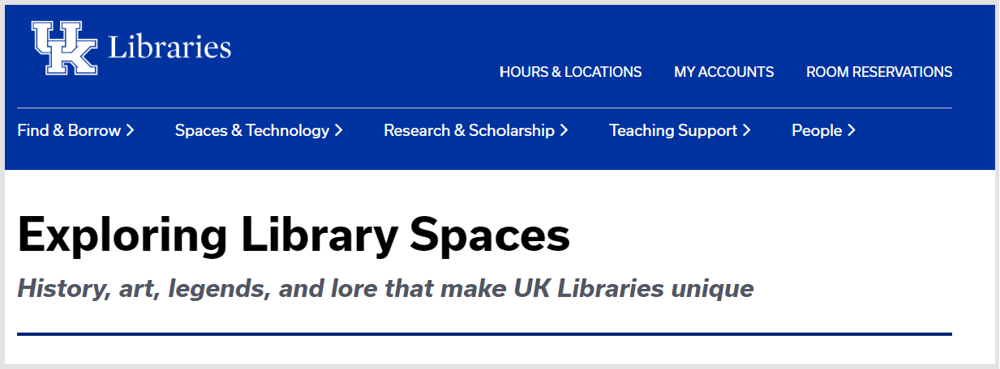 UK Libraries
HOURS & LOCATIONS MY ACCOUNTS ROOM RESERVATIONS
Find & Borrow Spaces & Technology Research & Scholarship Teaching Support People
Exploring Library Spaces
History, art, legends, and lore that make UK Libraries unique